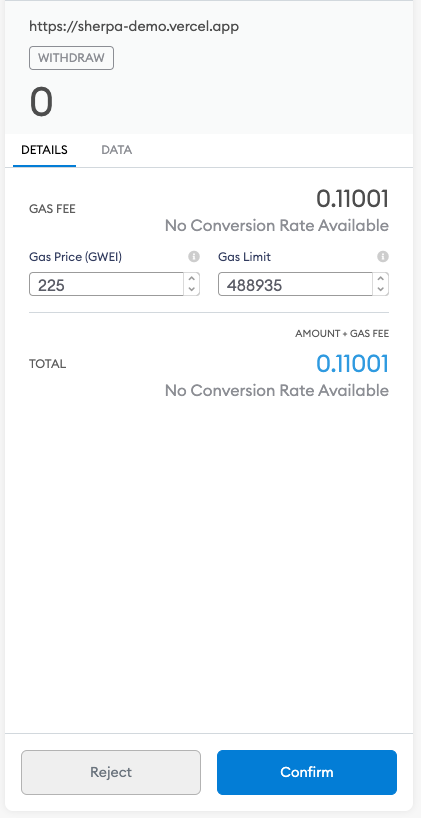 https://sherpa-demo.vercel.app
WITHDRAW
0
DETAILS DATA
GAS FEE 0.11001
No Conversion Rate Available
Gas Price (GWEI) Gas Limit
225 488935
AMOUNT + GAS FEE
TOTAL 0.11001
No Conversion Rate Available
Reject Confirm